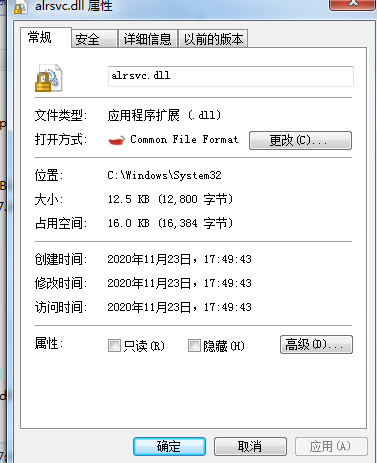 alrsvc.dll 属性
常规 安全 详细信息 以前的版本
alrsvc.dll
文件类型: 应用程序扩展 (.dll)
打开方式: Common File Format 更改(C)...
位置: C:\Windows\System32
大小: 12.5 KB (12,800 字节)
占用空间: 16.0 KB (16,384 字节)
创建时间: 2020年11月23日，17:49:43
修改时间: 2020年11月23日，17:49:43
访问时间: 2020年11月23日，17:49:43
属性: 只读(R) 隐藏(H) 高级(D)...
确定 取消 应用(A)